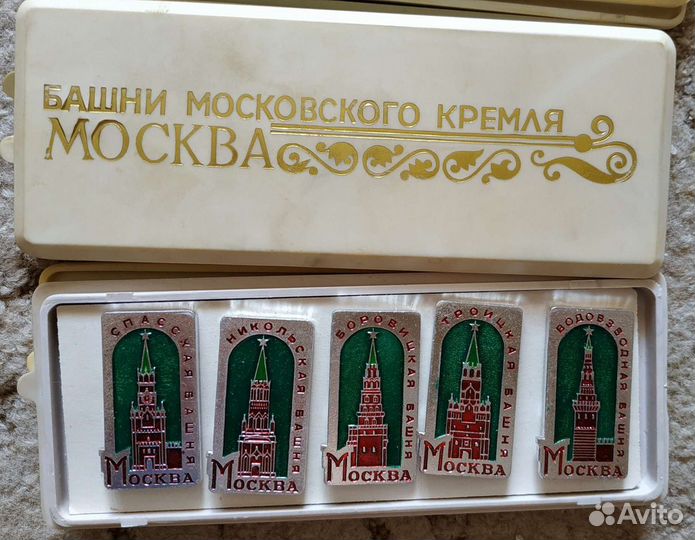 БАШНИ МОСКОВСКОГО КРЕМЛЯ
МОСКВА
СПАССКАЯ БАШНЯ
МОСКВА
НИКОЛЬСКАЯ БАШНЯ
МОСКВА
БОРОВИЦКАЯ БАШНЯ
МОСКВА
ТРОИЦКАЯ БАШНЯ
МОСКВА
ВОДОВЗВОДНАЯ БАШНЯ
МОСКВА
Avito